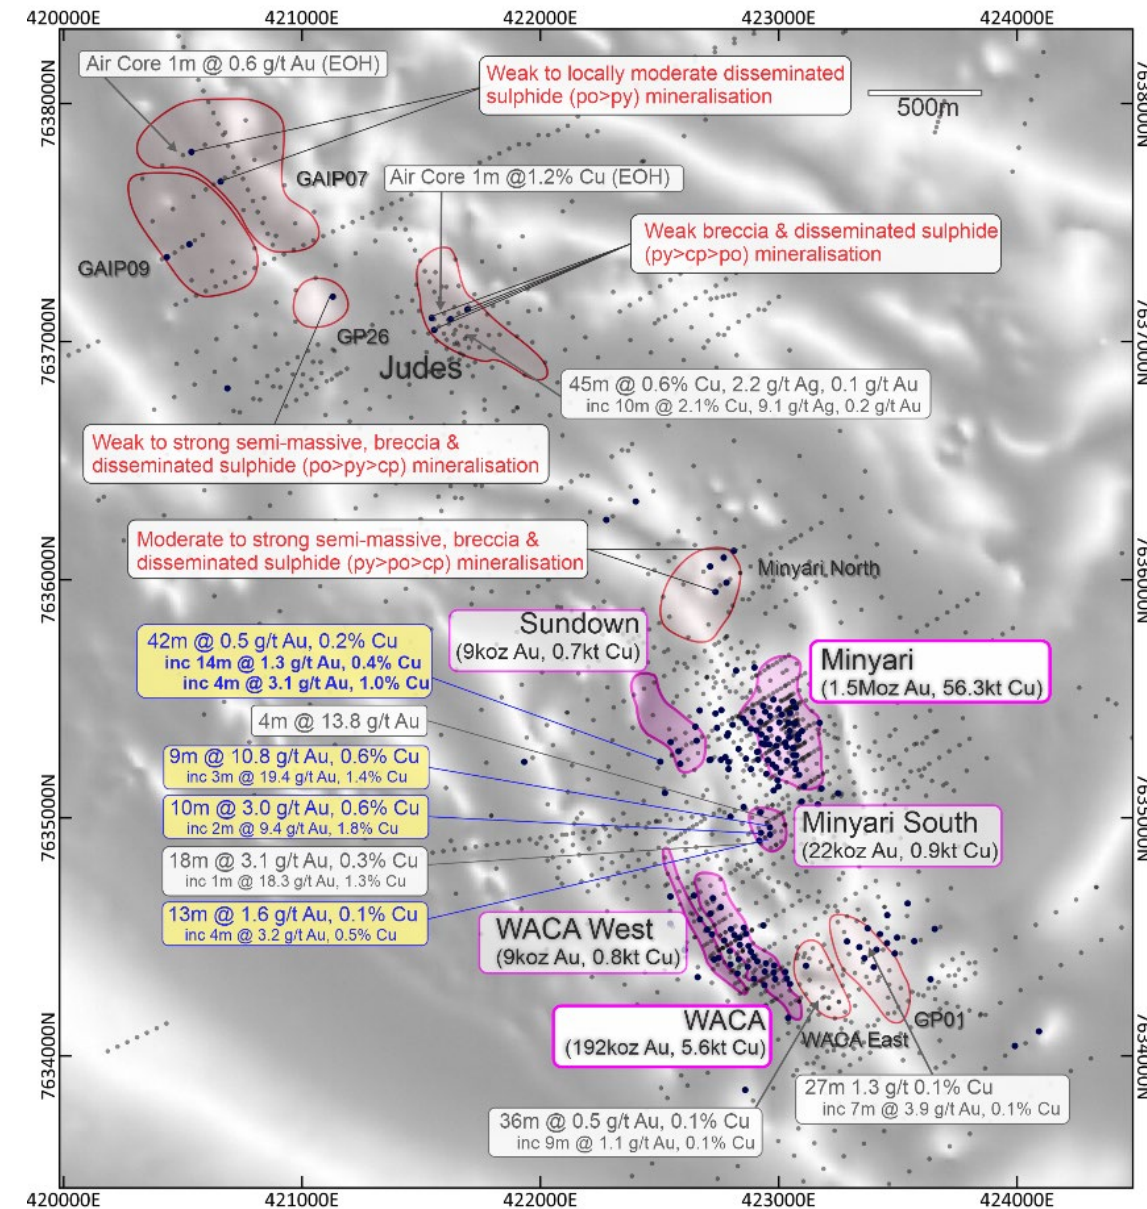 420000E
421000E
422000E
423000E
424000E
7638000N
7638000N
Air Core 1m @ 0.6 g/t Au (EOH)
Weak to locally moderate disseminated
sulphide (po>py) mineralisation
500m
GAIP07
Air Core 1m @1.2% Cu (EOH)
Weak breccia & disseminated sulphide
(py>cp>po) mineralisation
GAIP09
GP26
7637000N
7637000N
Judes
45m @ 0.6% Cu, 2.2 g/t Ag, 0.1 g/t Au
inc 10m @ 2.1% Cu, 9.1 g/t Ag, 0.2 g/t Au
Weak to strong semi-massive, breccia &
disseminated sulphide (po>py>cp) mineralisation
Moderate to strong semi-massive, breccia &
disseminated sulphide (py>po>cp) mineralisation
Minyari North
7636000N
7636000N
Sundown
(9koz Au, 0.7kt Cu)
42m @ 0.5 g/t Au, 0.2% Cu
inc 14m @ 1.3 g/t Au, 0.4% Cu
inc 4m @ 3.1 g/t Au, 1.0% Cu
Minyari
(1.5Moz Au, 56.3kt Cu)
4m @ 13.8 g/t Au
9m @ 10.8 g/t Au, 0.6% Cu
inc 3m @ 19.4 g/t Au, 1.4% Cu
10m @ 3.0 g/t Au, 0.6% Cu
inc 2m @ 9.4 g/t Au, 1.8% Cu
7635000N
7635000N
Minyari South
(22koz Au, 0.9kt Cu)
18m @ 3.1 g/t Au, 0.3% Cu
inc 1m @ 18.3 g/t Au, 1.3% Cu
13m @ 1.6 g/t Au, 0.1% Cu
inc 4m @ 3.2 g/t Au, 0.5% Cu
WACA West
(9koz Au, 0.8kt Cu)
WACA
(192koz Au, 5.6kt Cu)
WACA East
GP01
7634000N
7634000N
27m 1.3 g/t 0.1% Cu
inc 7m @ 3.9 g/t Au, 0.1% Cu
36m @ 0.5 g/t Au, 0.1% Cu
inc 9m @ 1.1 g/t Au, 0.1% Cu
420000E
421000E
422000E
423000E
424000E